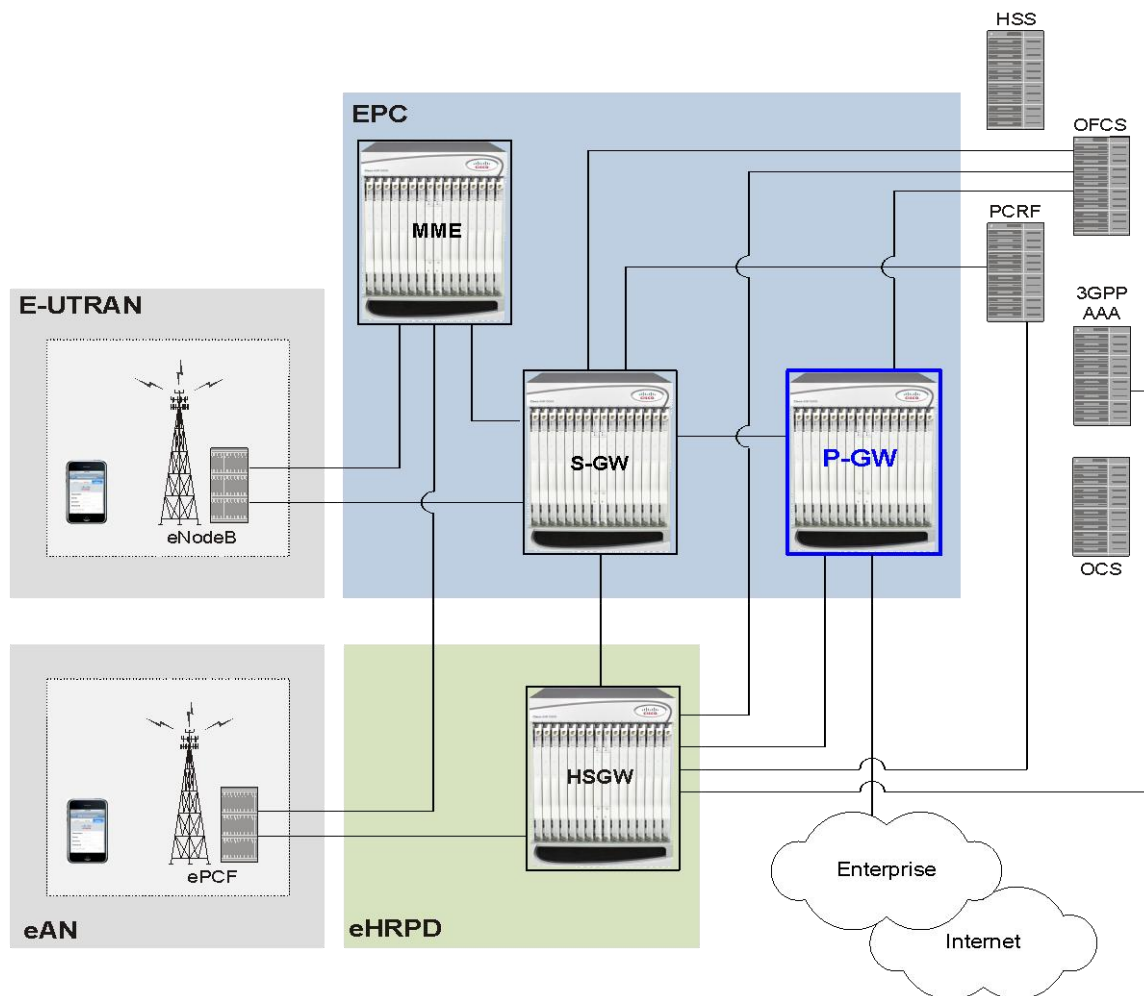 HSS
EPC
OFCS
MME
PCRF
E-UTRAN
3GPP
AAA
S-GW
P-GW
eNodeB
OCS
HSGW
ePCF
Enterprise
eAN
eHRPD
Internet